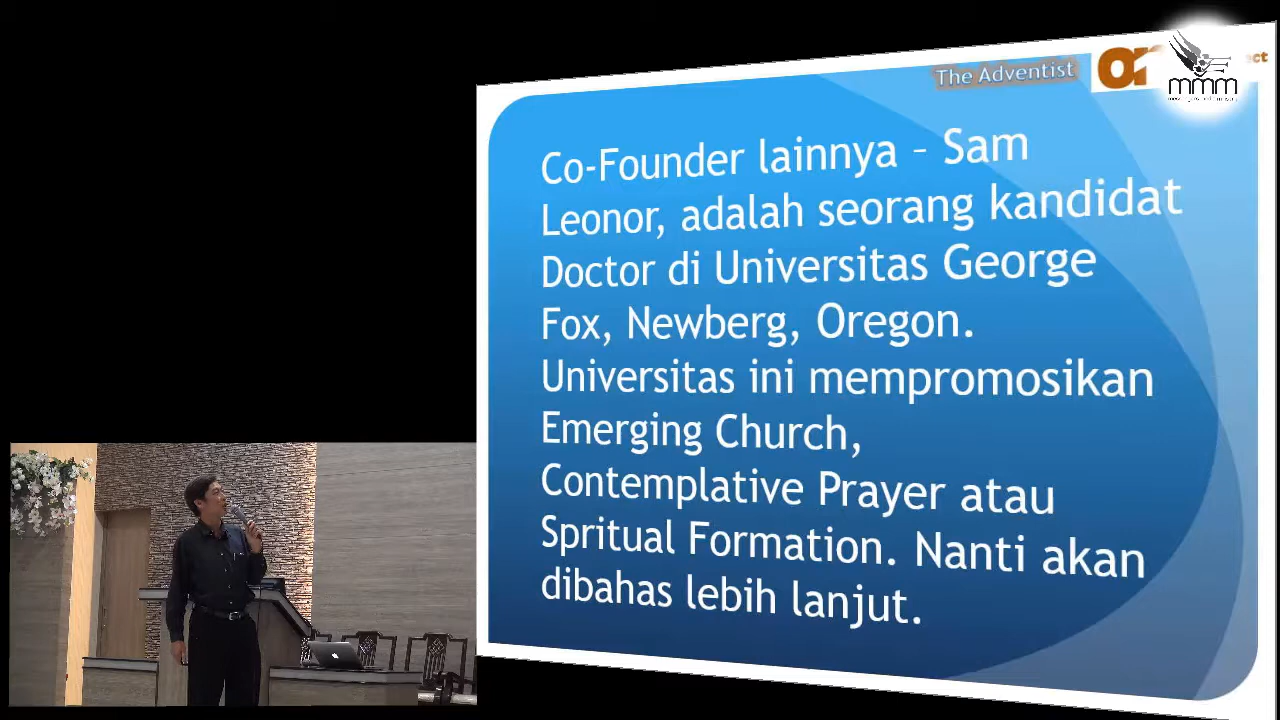 The Adventist
mmm
Co-Founder lainnya – Sam
Leonor, adalah seorang kandidat
Doctor di Universitas George
Fox, Newberg, Oregon.
Universitas ini mempromosikan
Emerging Church,
Contemplative Prayer atau
Spritual Formation. Nanti akan
dibahas lebih lanjut.